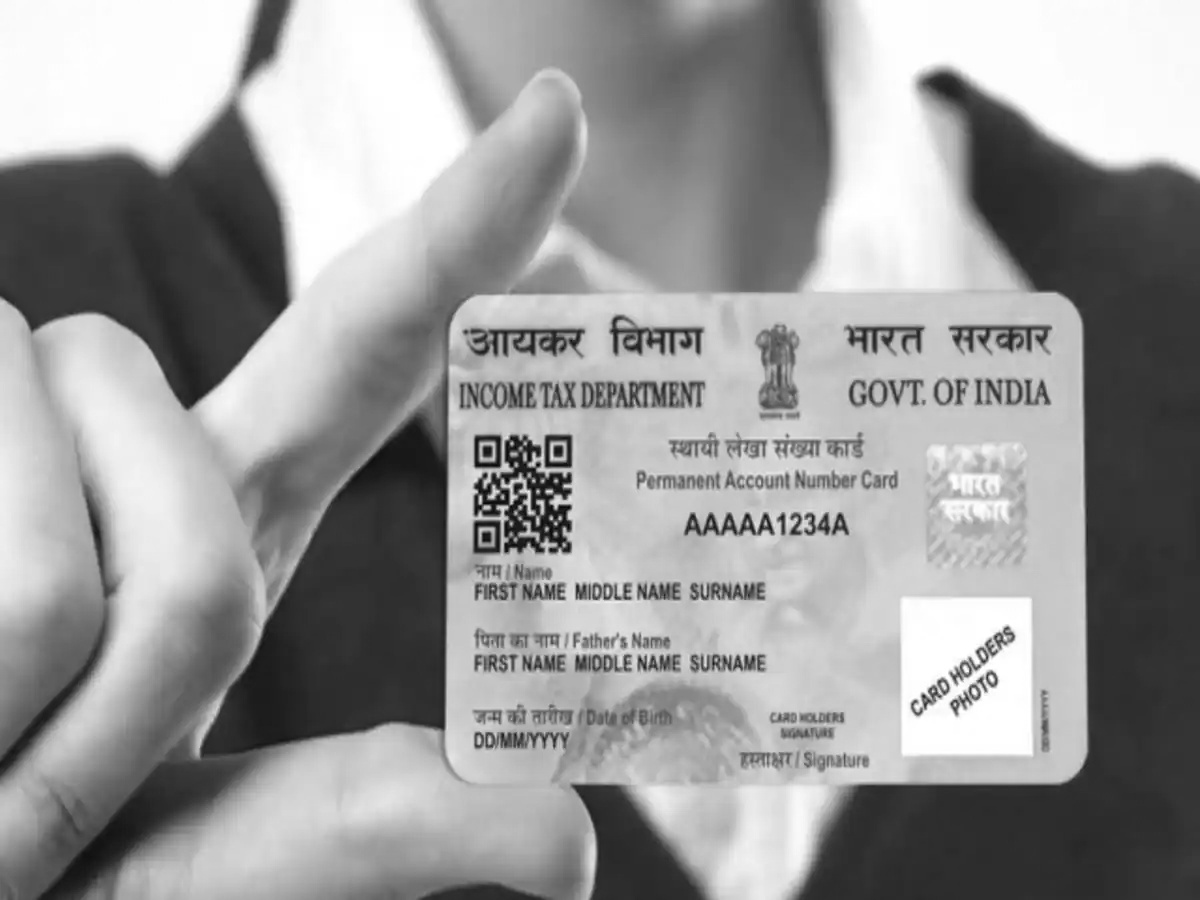 आयकर विभाग
INCOME TAX DEPARTMENT
भारत सरकार
GOVT. OF INDIA
स्थायी लेखा संख्या कार्ड
Permanent Account Number Card
AAAAA1234A
भारत
सरकार
नाम / Name
FIRST NAME MIDDLE NAME SURNAME
पिता का नाम / Father's Name
FIRST NAME MIDDLE NAME SURNAME
जन्म की तारीख / Date of Birth
DD/MM/YYYY
CARD HOLDERS
SIGNATURE
हस्ताक्षर / Signature
CARD HOLDERS
PHOTO